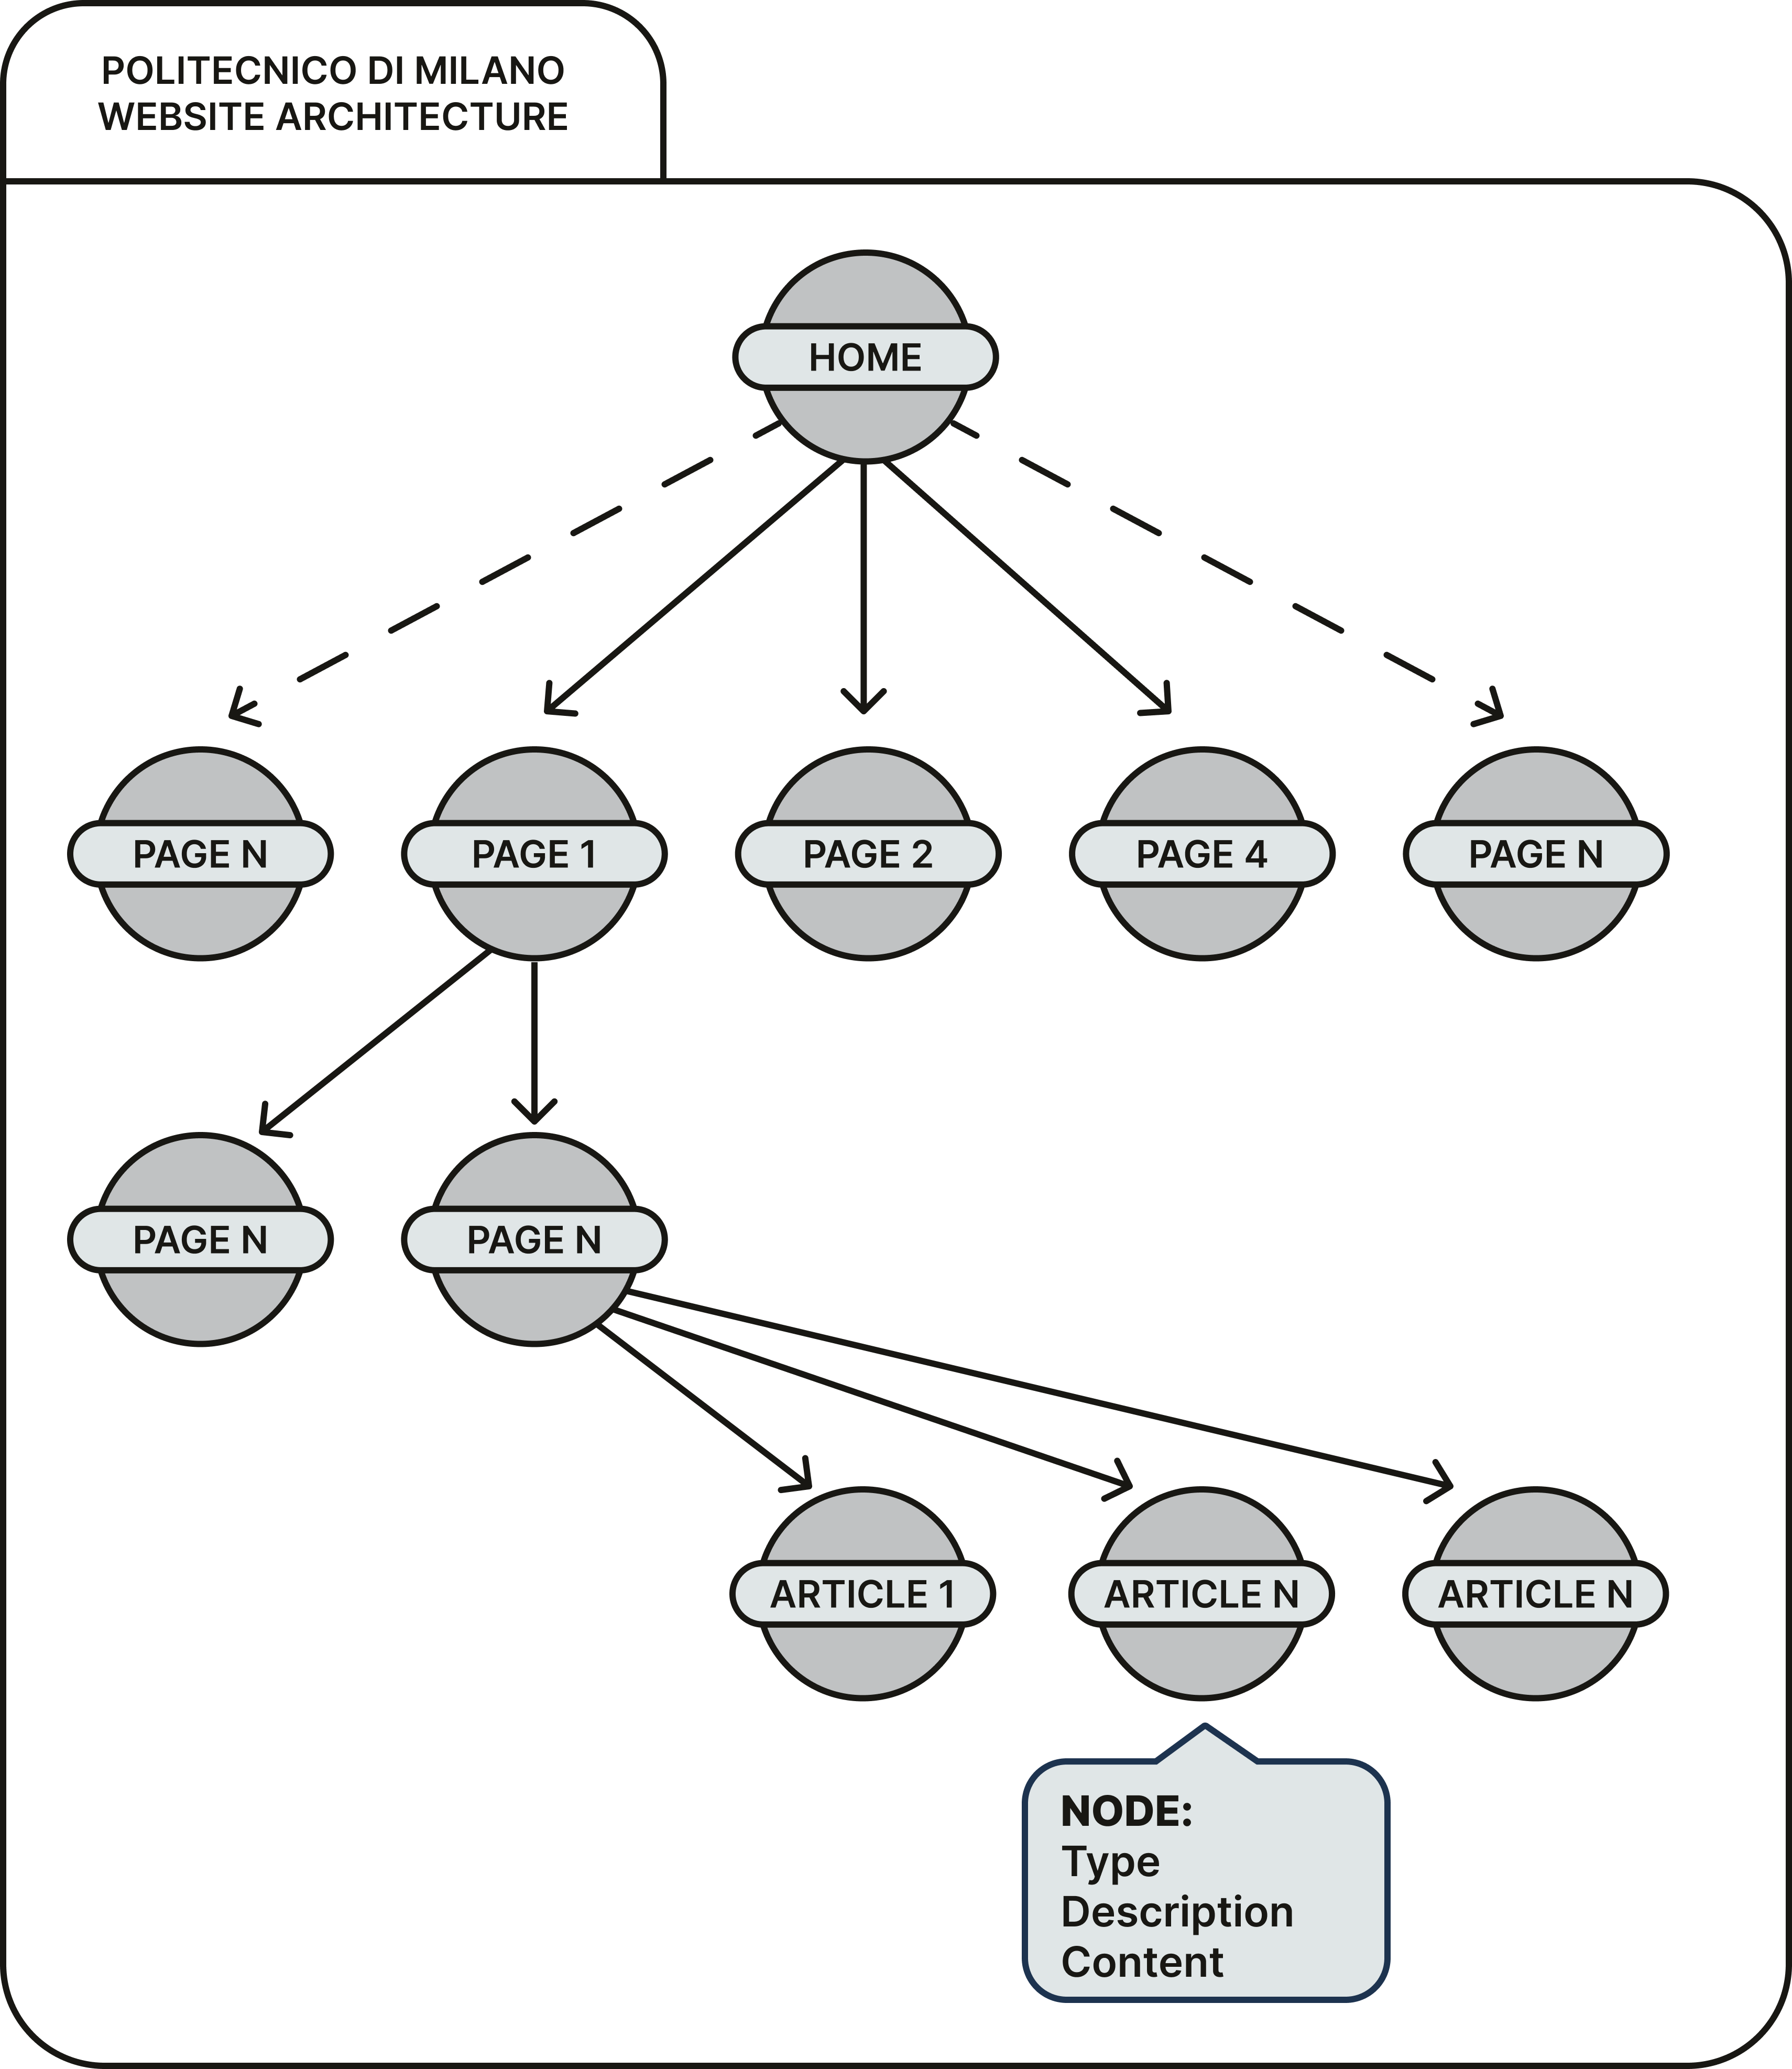 POLITECNICO DI MILANO
WEBSITE ARCHITECTURE
HOME
PAGE N
PAGE 1
PAGE 2
PAGE 4
PAGE N
PAGE N
PAGE N
ARTICLE 1
ARTICLE N
ARTICLE N
NODE:
Type
Description
Content